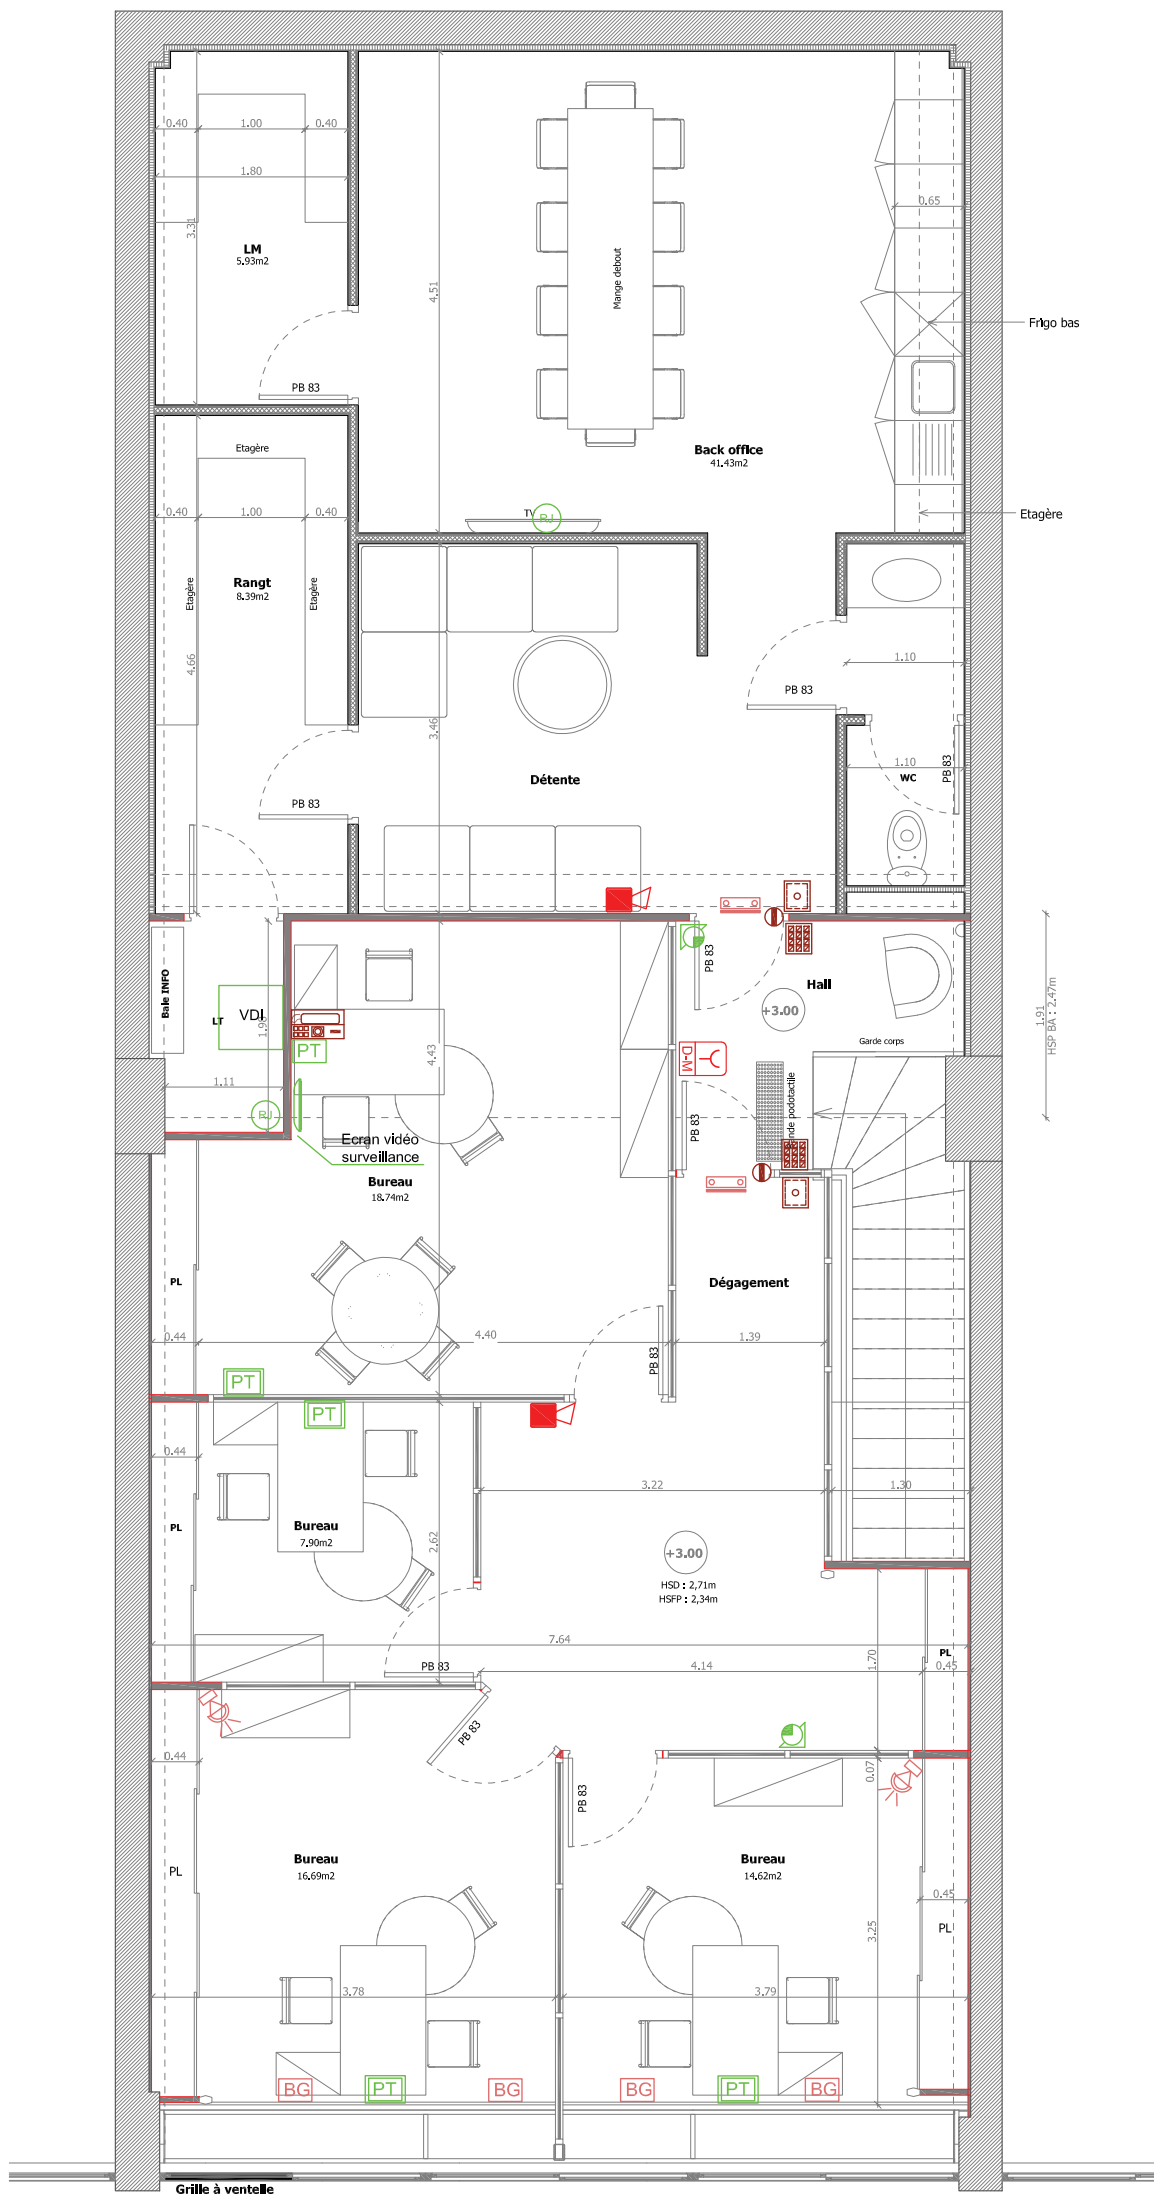 0.40
1.00
0.40
1.80
3.31
LM
5.93m2
PB 83
4.51
Mange debout
0.65
Frigo bas
Back office
41.43m2
Etagère
TV
RJ
Etagère
0.40
1.00
0.40
Rangt
8.39m2
Etagère
Etagère
4.66
PB 83
3.46
Détente
1.10
PB 83
1.10
WC
PB 83
Baie INFO
LT
VDI
1.11
RJ
PT
Ecran vidéo
surveillance
Bureau
18.74m2
4.43
PB 83
Hall
+3.00
Garde corps
D-M
PB 83
1.91
HSP BA : 2.47m
PL
Dégagement
0.44
4.40
1.39
PB 83
PT
PT
0.44
PL
Bureau
7.90m2
2.62
3.22
1.30
+3.00
HSD : 2,71m
HSFP : 2,34m
7.64
4.14
1.70
PL
0.45
PB 83
PB 83
0.44
0.07
PB 83
PL
Bureau
16.69m2
Bureau
14.62m2
0.45
PL
3.25
3.78
3.79
BG
PT
BG
BG
PT
BG
Grille à ventelle